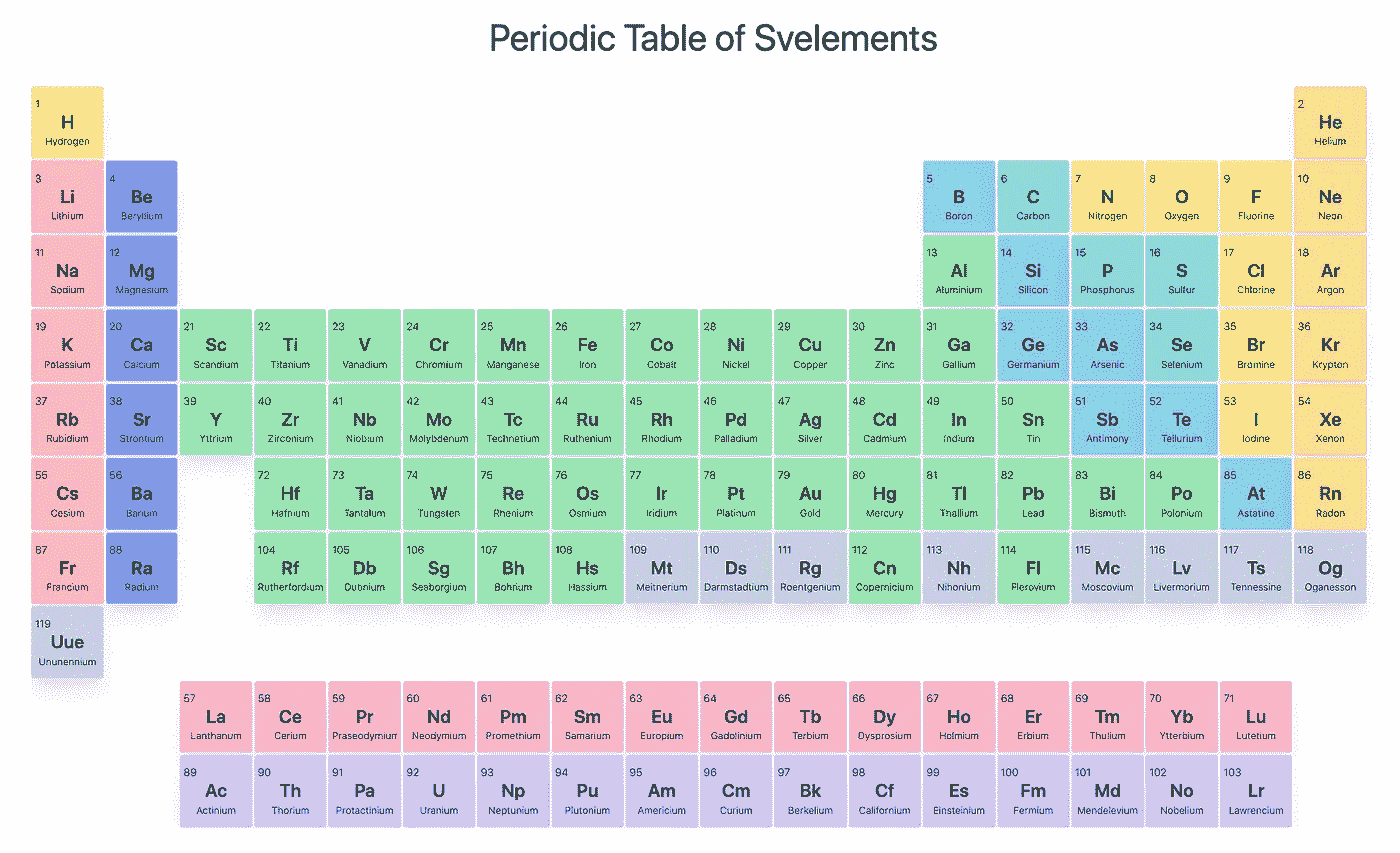 Periodic Table of Svelements
1 2
H He
Hydrogen Helium
3 4 5 6 7 8 9 10
Li Be B C N O F Ne
Lithium Beryllium Boron Carbon Nitrogen Oxygen Fluorine Neon
11 12 13 14 15 16 17 18
Na Mg Al Si P S Cl Ar
Sodium Magnesium Aluminium Silicon Phosphorus Sulfur Chlorine Argon
19 20 21 22 23 24 25 26 27 28 29 30 31 32 33 34 35 36
K Ca Sc Ti V Cr Mn Fe Co Ni Cu Zn Ga Ge As Se Br Kr
Potassium Calcium Scandium Titanium Vanadium Chromium Manganese Iron Cobalt Nickel Copper Zinc Gallium Germanium Arsenic Selenium Bromine Krypton
37 38 39 40 41 42 43 44 45 46 47 48 49 50 51 52 53 54
Rb Sr Y Zr Nb Mo Tc Ru Rh Pd Ag Cd In Sn Sb Te I Xe
Rubidium Strontium Yttrium Zirconium Niobium Molybdenum Technetium Ruthenium Rhodium Palladium Silver Cadmium Indium Tin Antimony Tellurium Iodine Xenon
55 56 72 73 74 75 76 77 78 79 80 81 82 83 84 85 86
Cs Ba Hf Ta W Re Os Ir Pt Au Hg Tl Pb Bi Po At Rn
Cesium Barium Hafnium Tantalum Tungsten Rhenium Osmium Iridium Platinum Gold Mercury Thallium Lead Bismuth Polonium Astatine Radon
87 88 104 105 106 107 108 109 110 111 112 113 114 115 116 117 118
Fr Ra Rf Db Sg Bh Hs Mt Ds Rg Cn Nh Fl Mc Lv Ts Og
Francium Radium Rutherfordium Dubnium Seaborgium Bohrium Hassium Meitnerium Darmstadtium Roentgenium Copernicium Nihonium Flerovium Moscovium Livermorium Tennessine Oganesson
119
Uue
Ununennium
57 58 59 60 61 62 63 64 65 66 67 68 69 70 71
La Ce Pr Nd Pm Sm Eu Gd Tb Dy Ho Er Tm Yb Lu
Lanthanum Cerium Praseodymium Neodymium Promethium Samarium Europium Gadolinium Terbium Dysprosium Holmium Erbium Thulium Ytterbium Lutetium
89 90 91 92 93 94 95 96 97 98 99 100 101 102 103
Ac Th Pa U Np Pu Am Cm Bk Cf Es Fm Md No Lr
Actinium Thorium Protactinium Uranium Neptunium Plutonium Americium Curium Berkelium Californium Einsteinium Fermium Mendelevium Nobelium Lawrencium